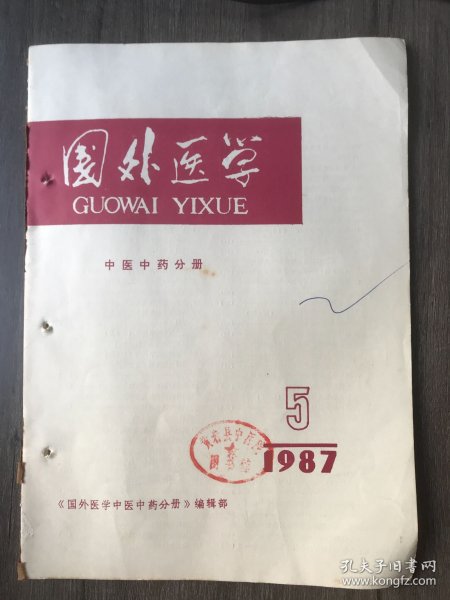 国外医学
GUOWAI YIXUE
中医中药分册
5
1987
《国外医学中医中药分册》编辑部
孔夫子旧书网
www.kongfz.com